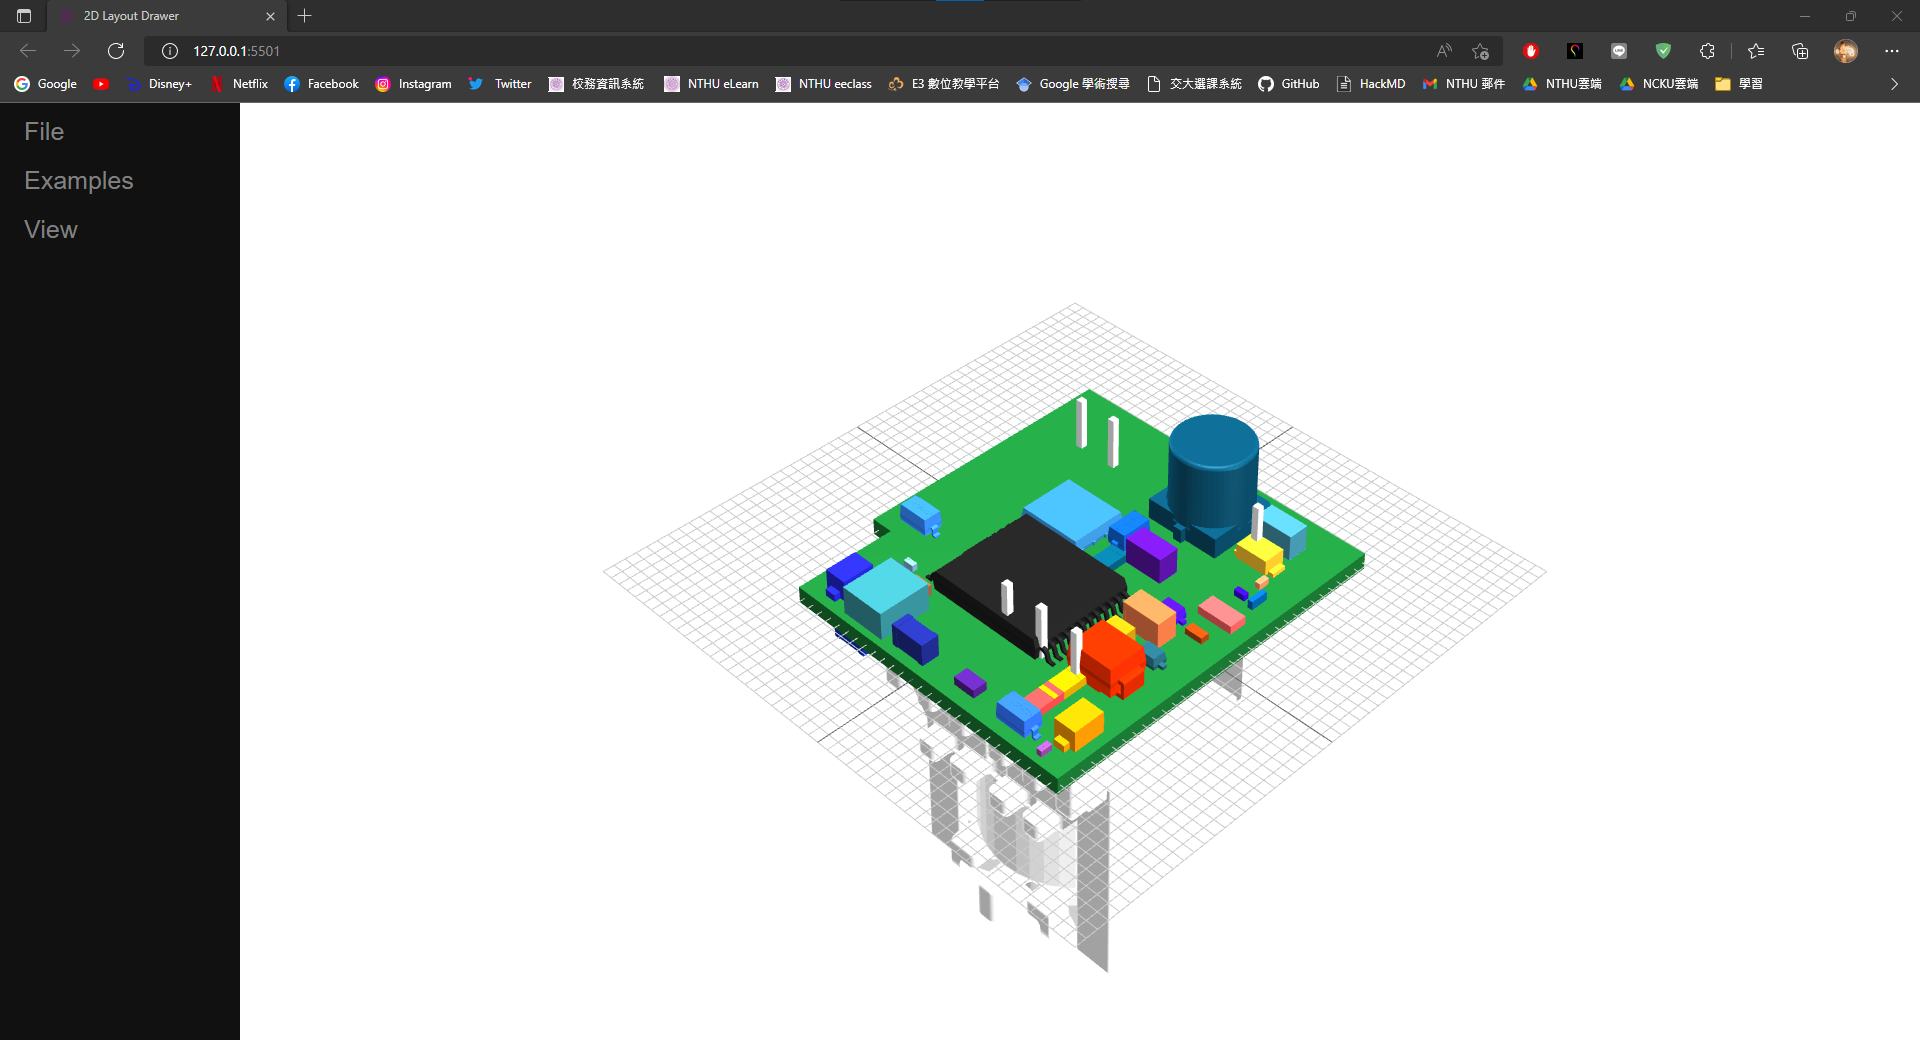 2D Layout Drawer
127.0.0.1:5501
Google Disney+ Netflix Facebook Instagram Twitter 校務資訊系統 NTHU eLearn NTHU eeclass E3 數位教學平台 Google 學術搜尋 交大選課系統 GitHub HackMD NTHU 郵件 NTHU雲端 NCKU雲端 學習
File
Examples
View